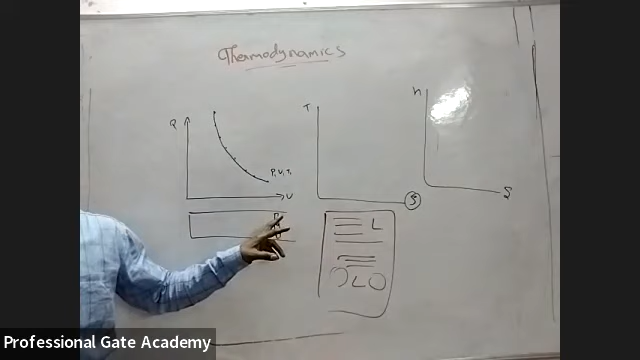 Thermodynamics
T
h
P, V, T,
V
S
S
L
Professional Gate Academy